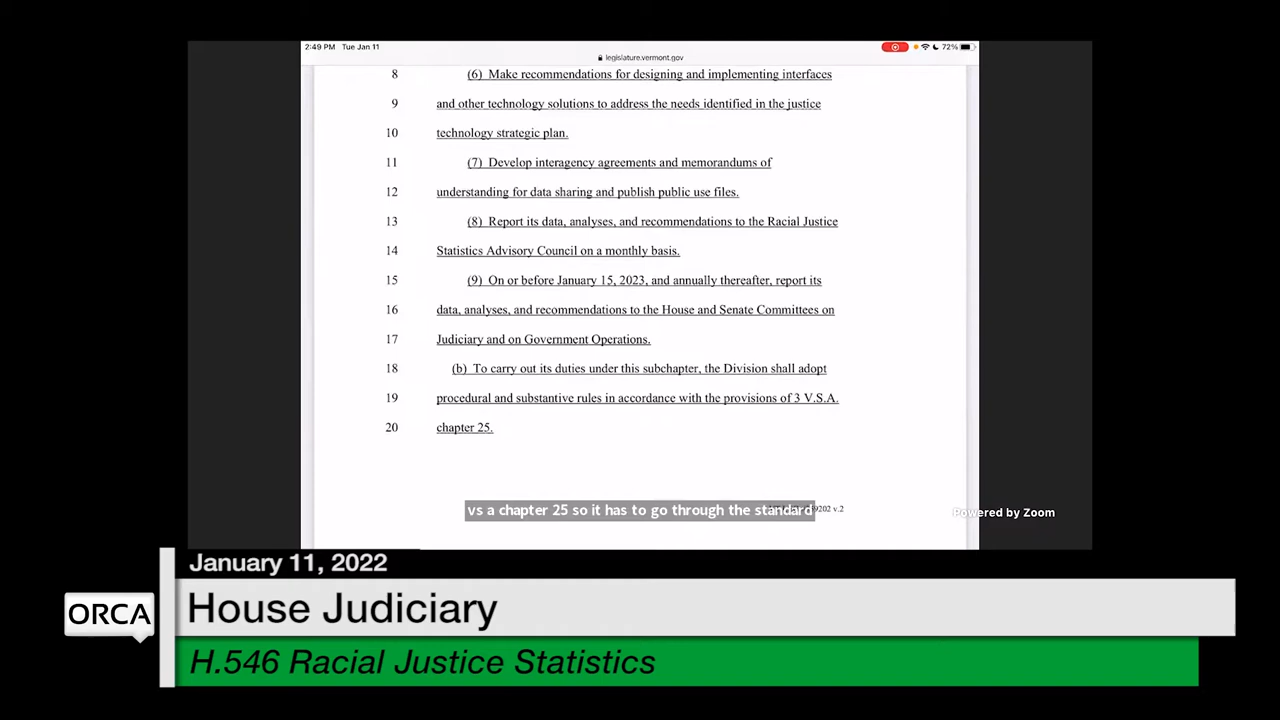 2:49 PM Tue Jan 11
72%
legislature.vermont.gov
8 (6) Make recommendations for designing and implementing interfaces
9 and other technology solutions to address the needs identified in the justice
10 technology strategic plan.
11 (7) Develop interagency agreements and memorandums of
12 understanding for data sharing and publish public use files.
13 (8) Report its data, analyses, and recommendations to the Racial Justice
14 Statistics Advisory Council on a monthly basis.
15 (9) On or before January 15, 2023, and annually thereafter, report its
16 data, analyses, and recommendations to the House and Senate Committees on
17 Judiciary and on Government Operations.
18 (b) To carry out its duties under this subchapter, the Division shall adopt
19 procedural and substantive rules in accordance with the provisions of 3 V.S.A.
20 chapter 25.
vs a chapter 25 so it has to go through the standard
v.2
Powered by Zoom
January 11, 2022
ORCA
House Judiciary
H.546 Racial Justice Statistics